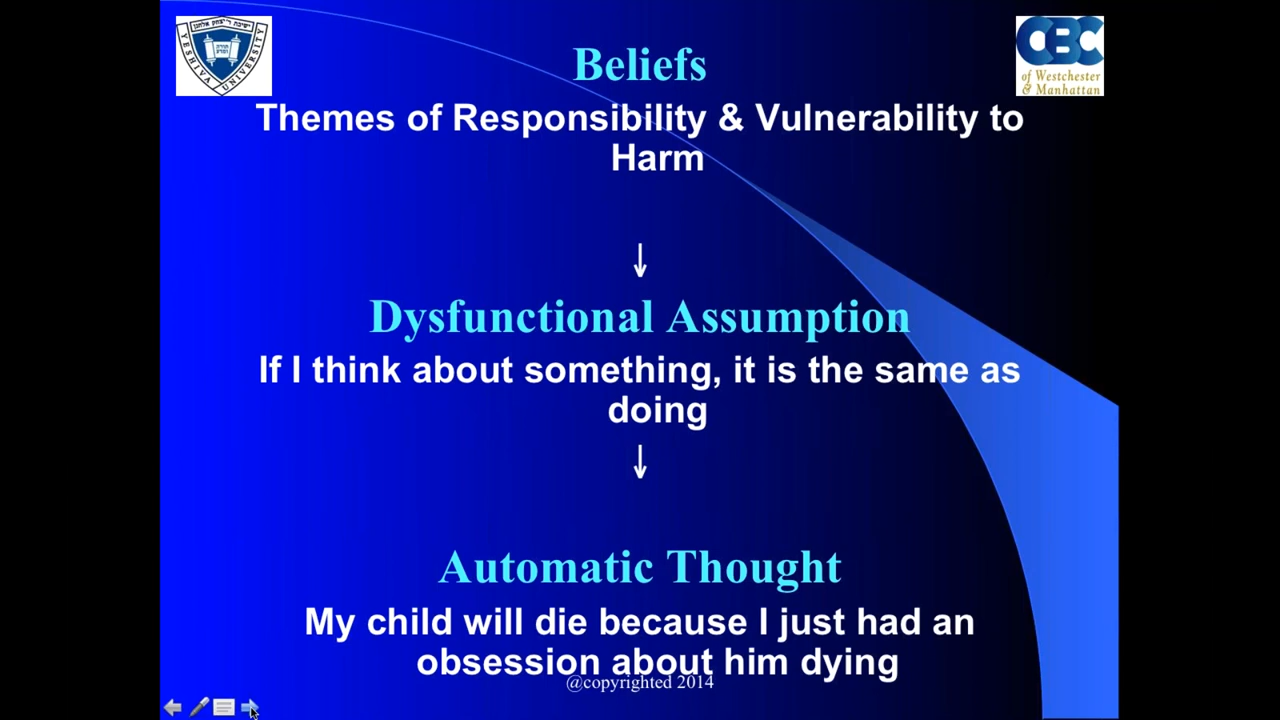 YESHIVA UNIVERSITY
CBC
of Westchester
& Manhattan
Beliefs
Themes of Responsibility & Vulnerability to
Harm
↓
Dysfunctional Assumption
If I think about something, it is the same as
doing
↓
Automatic Thought
My child will die because I just had an
obsession about him dying
@copyrighted 2014